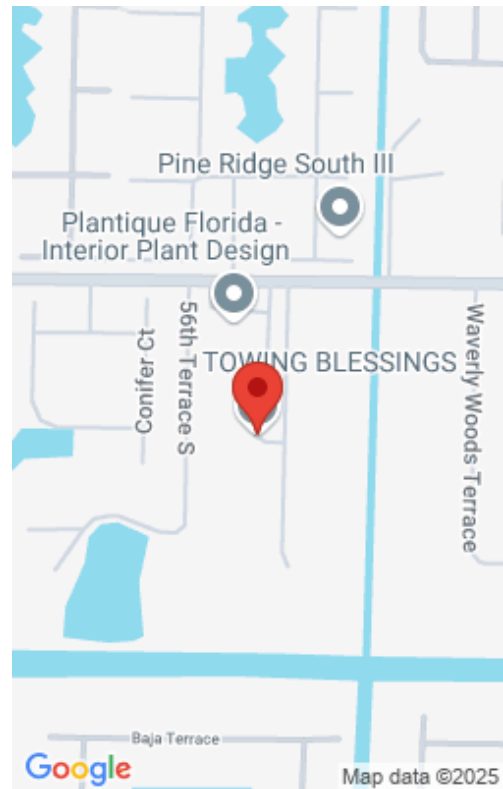 Pine Ridge South III
Plantique Florida -
Interior Plant Design
Conifer Ct
56th Terrace S
TOWING BLESSINGS
Waverly Woods Terrace
Baja Terrace
Google
Map data ©2025